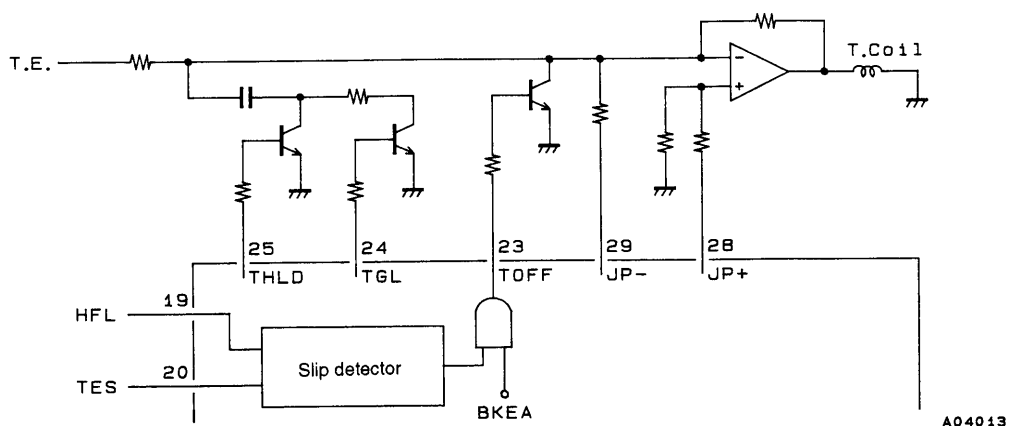 T.E.
T.Coil
−
+
25
24
23
29
28
THLD
TGL
TOFF
JP-
JP+
19
HFL
20
TES
Slip detector
BKEA
A04013